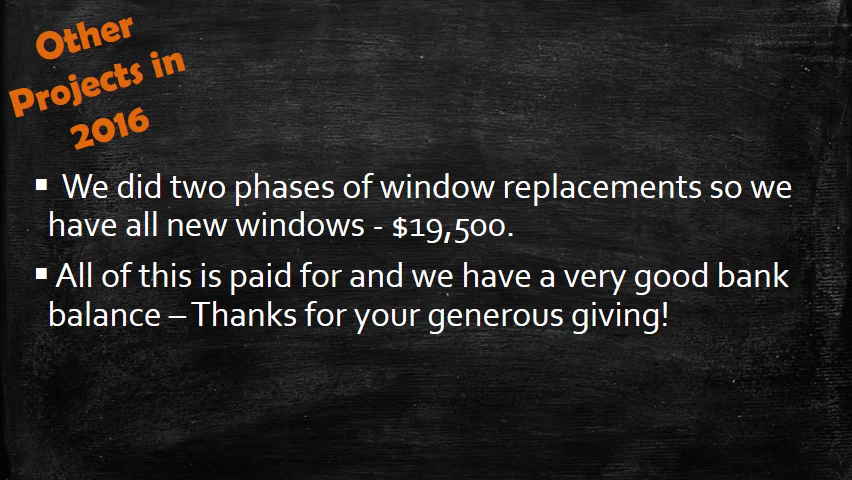 Other
Projects in
2016
▪ We did two phases of window replacements so we
have all new windows - $19,500.
▪ All of this is paid for and we have a very good bank
balance – Thanks for your generous giving!